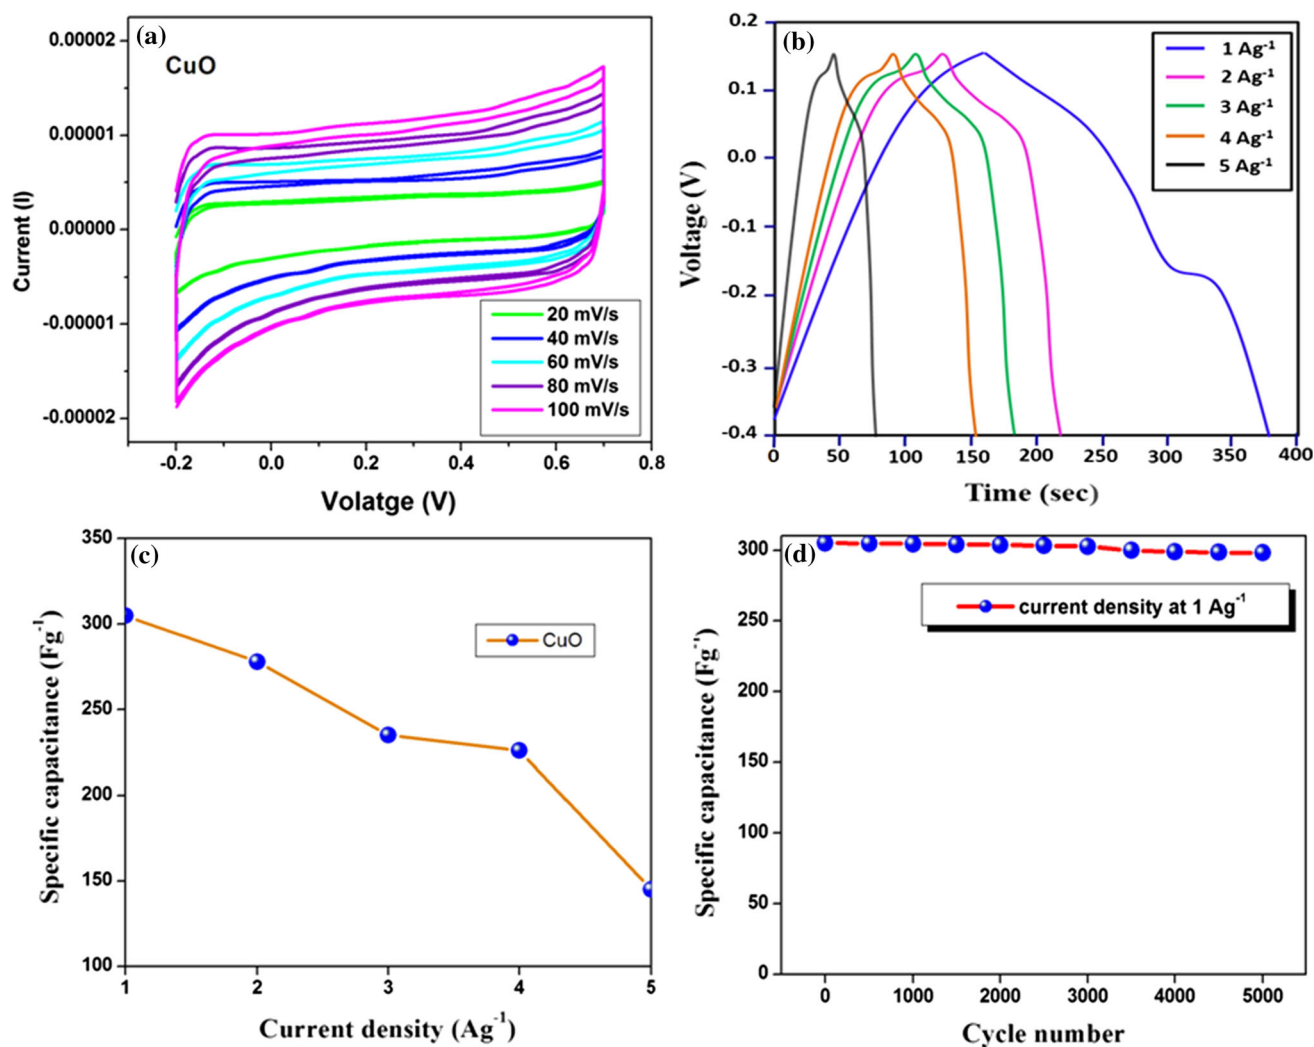 (a)
CuO
0.00002
0.00001
0.00000
-0.00001
-0.00002
Current (I)
20 mV/s
40 mV/s
60 mV/s
80 mV/s
100 mV/s
-0.2 0.0 0.2 0.4 0.6 0.8
Volatge (V)
(b)
0.2
0.1
0.0
-0.1
-0.2
-0.3
-0.4
Voltage (V)
1 Ag⁻¹
2 Ag⁻¹
3 Ag⁻¹
4 Ag⁻¹
5 Ag⁻¹
0 50 100 150 200 250 300 350 400
Time (sec)
(c)
350
300
250
200
150
100
Specific capacitance (Fg⁻¹)
CuO
1 2 3 4 5
Current density (Ag⁻¹)
(d)
300
250
200
150
100
50
0
Specific capacitance (Fg⁻¹)
current density at 1 Ag⁻¹
0 1000 2000 3000 4000 5000
Cycle number